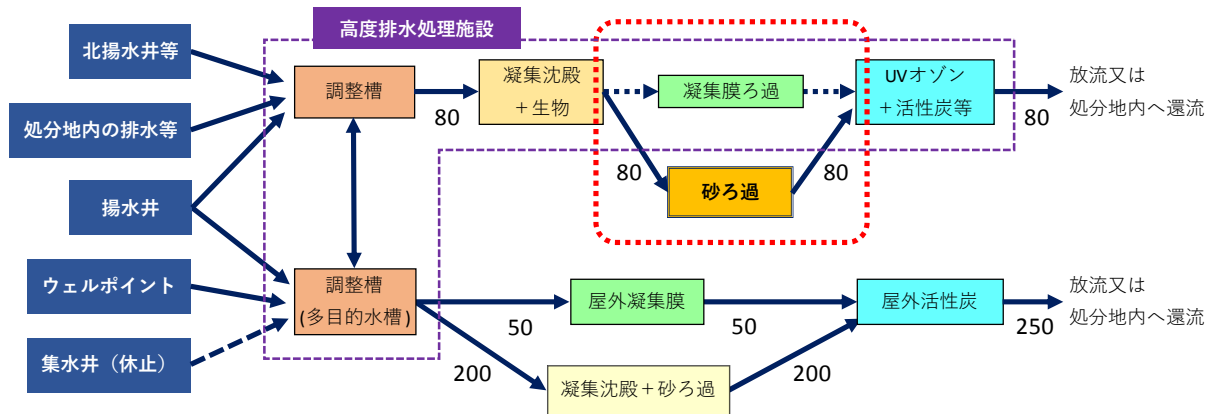 高度排水処理施設
北揚水井等
処分地内の排水等
揚水井
ウェルポイント
集水井（休止）
調整槽
80
凝集沈殿
＋生物
凝集膜ろ過
UVオゾン
＋活性炭等
80
放流又は
処分地内へ還流
80
砂ろ過
80
調整槽
(多目的水槽)
50
屋外凝集膜
50
屋外活性炭
250
放流又は
処分地内へ還流
200
凝集沈殿＋砂ろ過
200